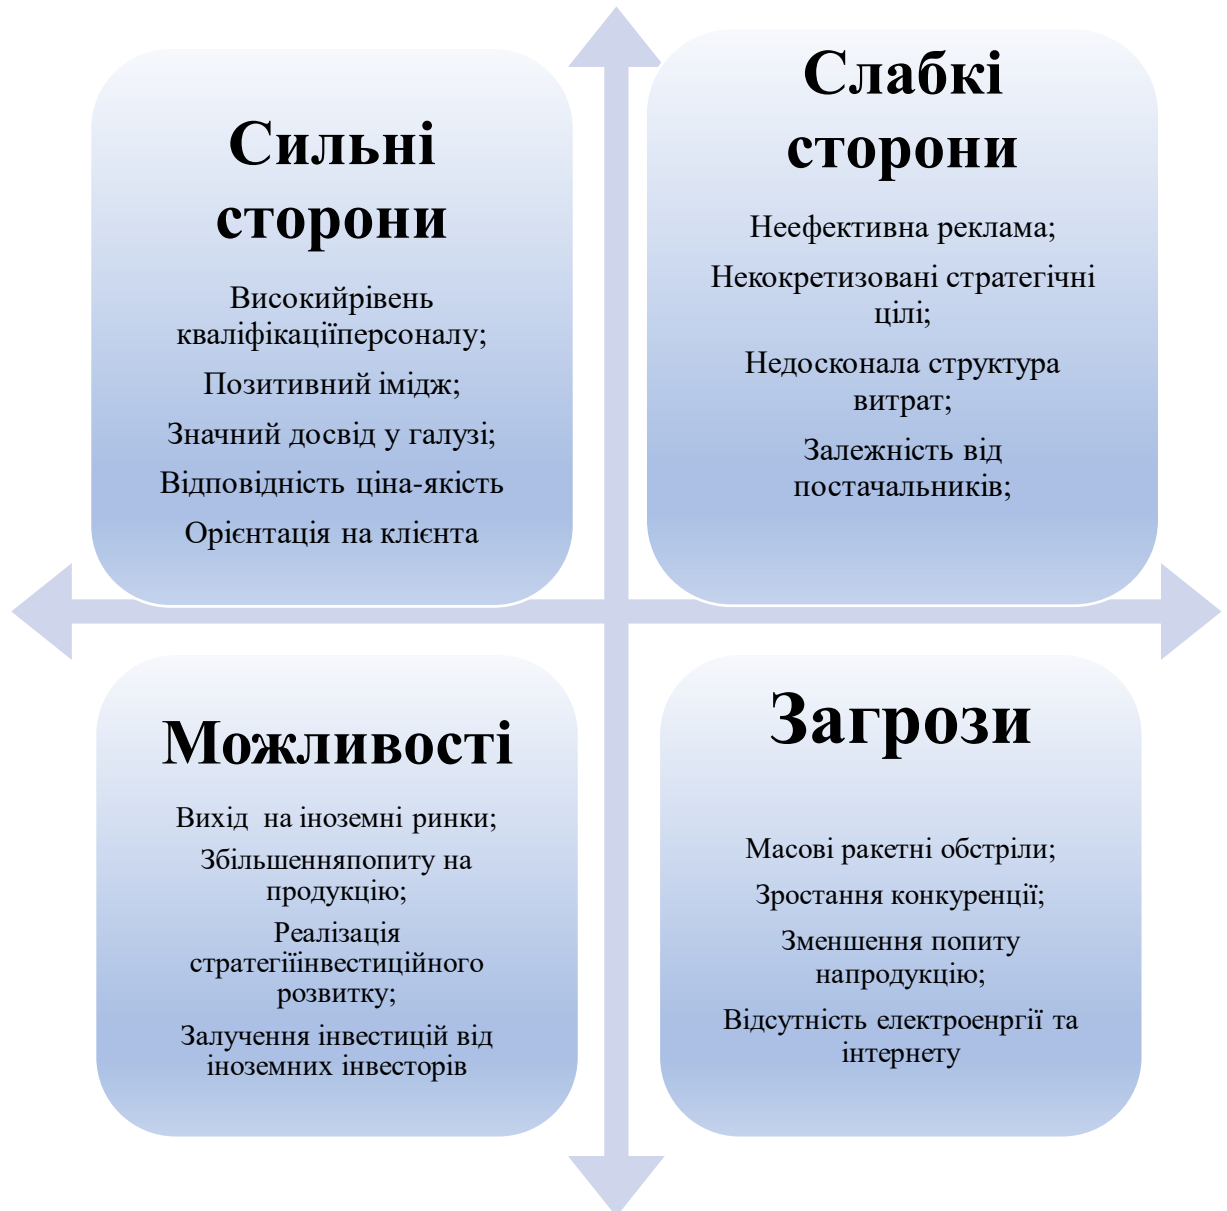 Сильні
сторони
Високийрівень
кваліфікаціїперсоналу;
Позитивний імідж;
Значний досвід у галузі;
Відповідність ціна-якість
Орієнтація на клієнта
Слабкі
сторони
Неефективна реклама;
Некокретизовані стратегічні
цілі;
Недосконала структура
витрат;
Залежність від
постачальників;
Можливості
Вихід на іноземні ринки;
Збільшенняпопиту на
продукцію;
Реалізація
стратегіїінвестиційного
розвитку;
Залучення інвестицій від
іноземних інвесторів
Загрози
Масові ракетні обстріли;
Зростання конкуренції;
Зменшення попиту
напродукцію;
Відсутність електроенргії та
інтернету